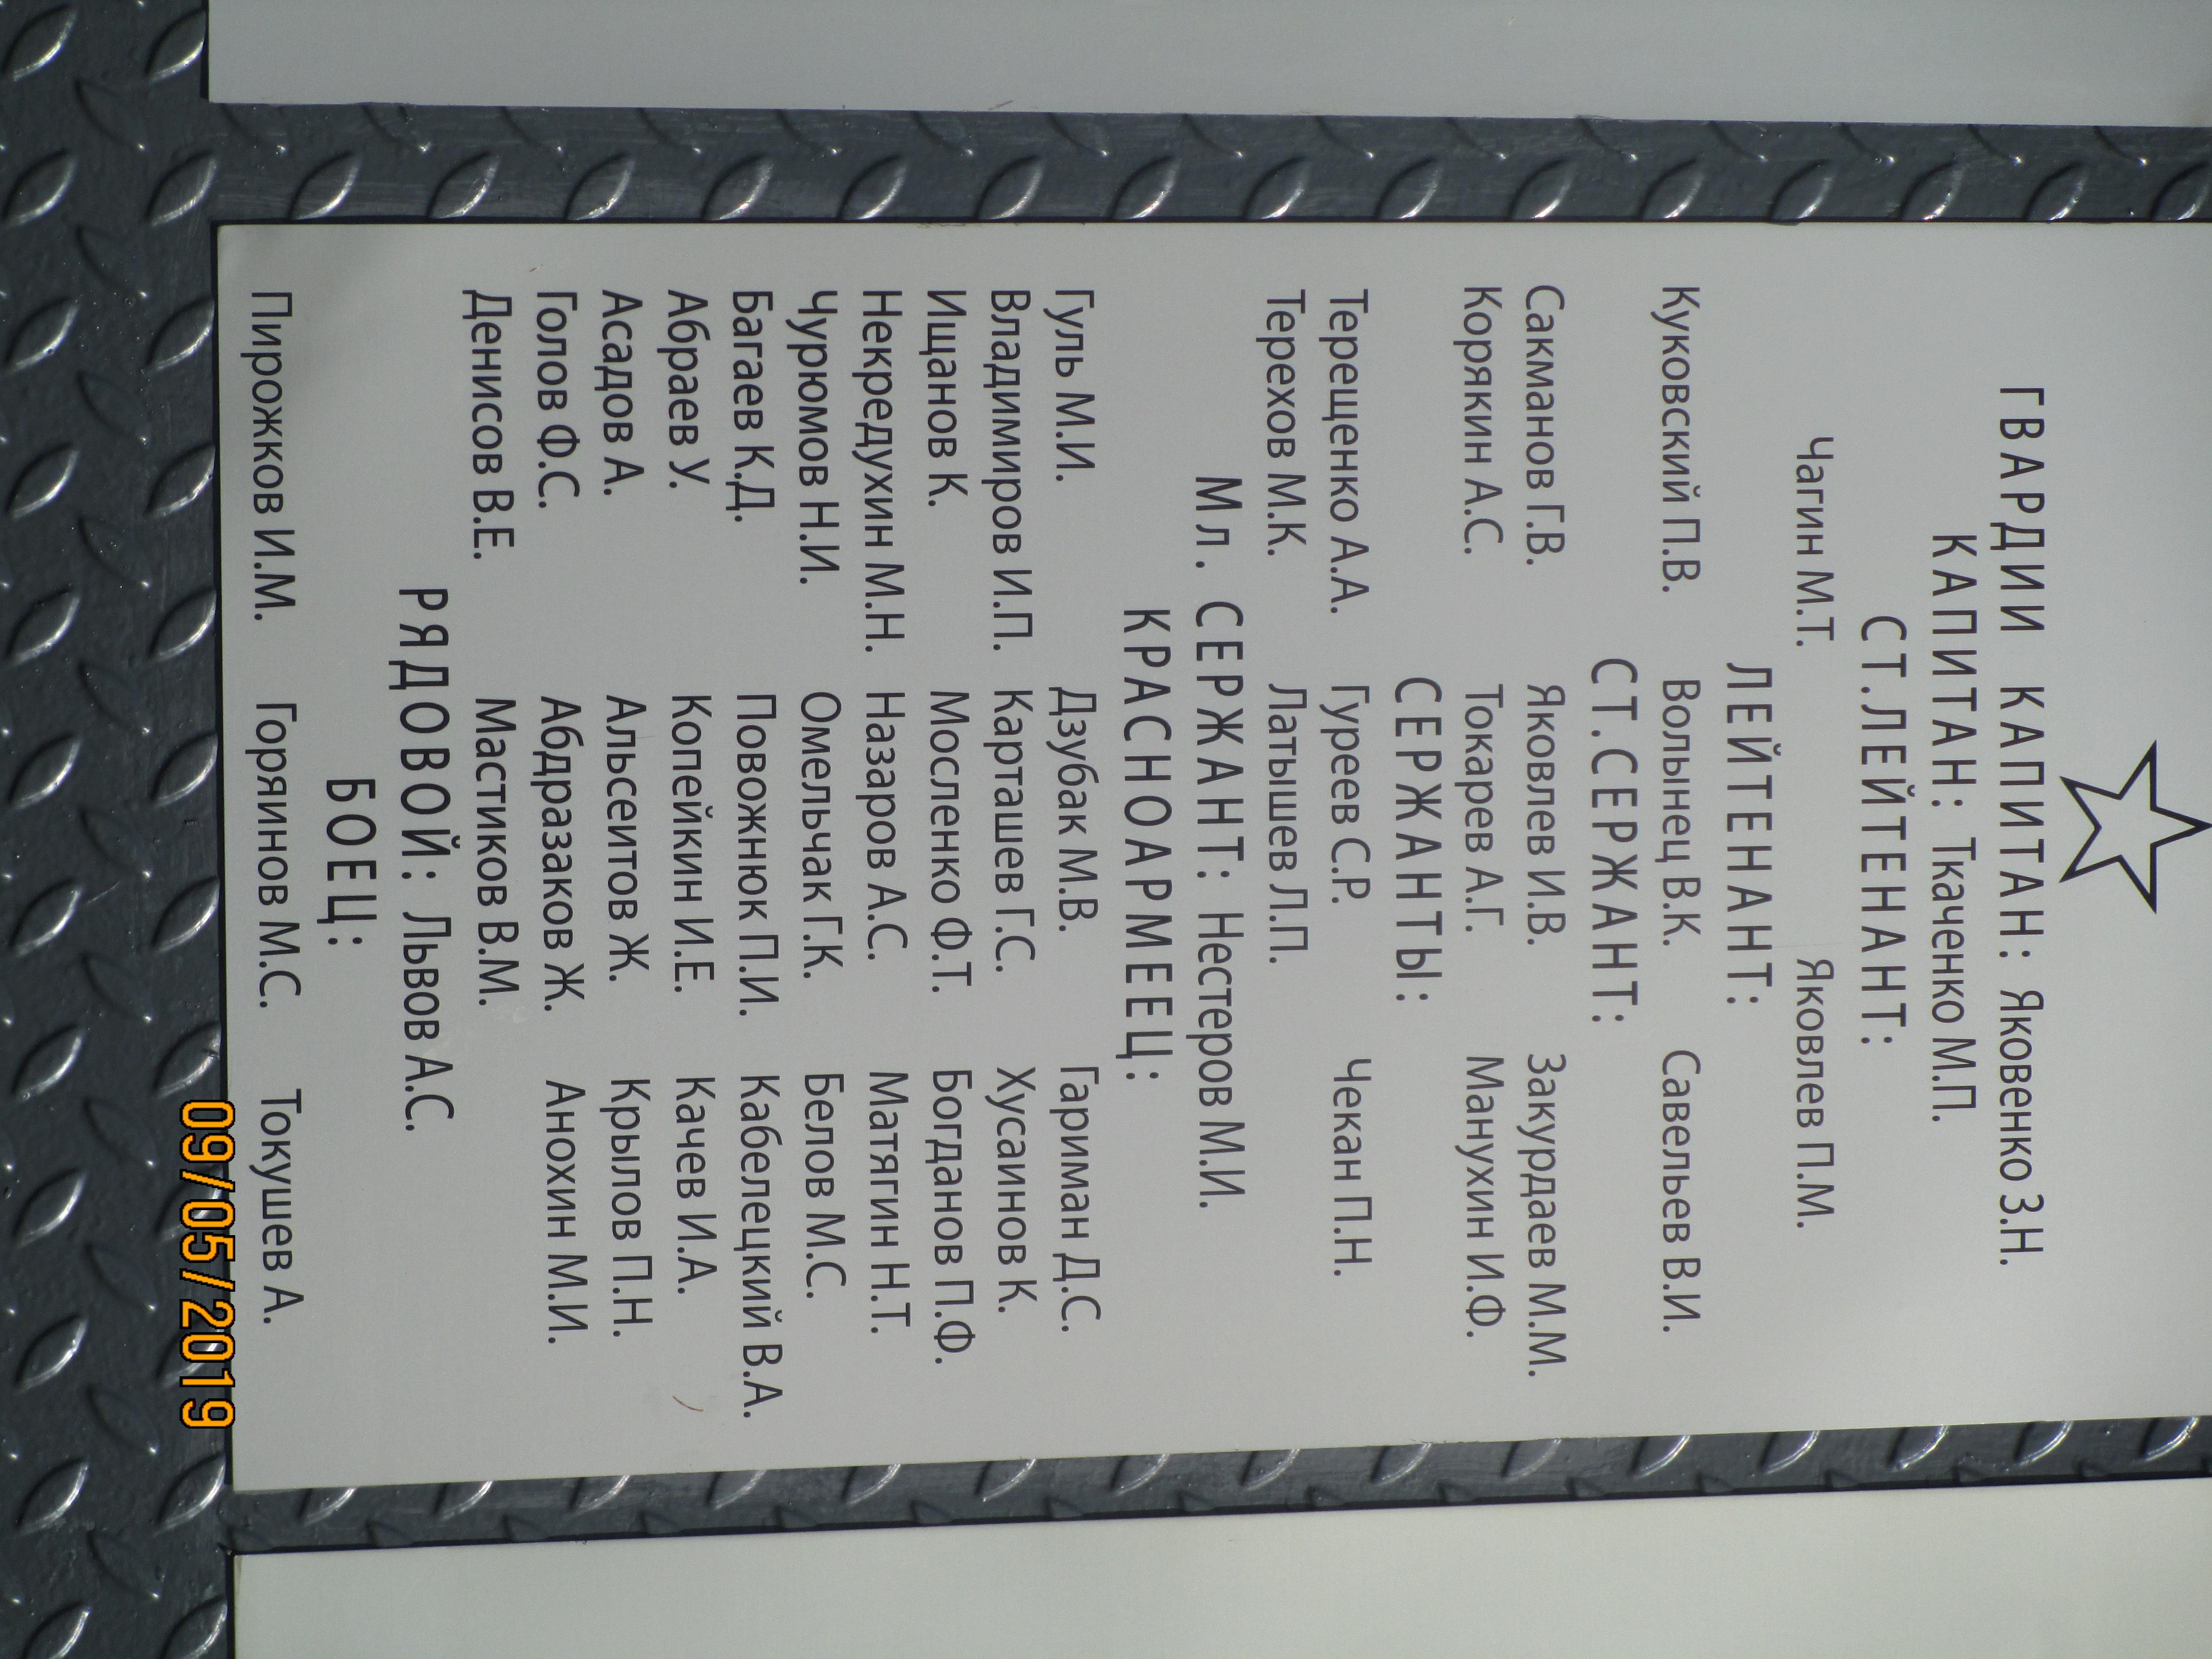 ГВАРДИИ КАПИТАН: Яковенко З.Н.
КАПИТАН: Ткаченко М.П.
СТ.ЛЕЙТЕНАНТ:
Чагин М.Т. Яковлев П.М.
ЛЕЙТЕНАНТ:
Куковский П.В. Волынец В.К. Савельев В.И.
СТ.СЕРЖАНТ:
Сакманов Г.В. Яковлев И.В. Закурдаев М.М.
Корякин А.С. Токарев А.Г. Манухин И.Ф.
СЕРЖАНТЫ:
Терещенко А.А. Гуреев С.Р. Чекан П.Н.
Терехов М.К. Латышев Л.П.
Мл. СЕРЖАНТ: Нестеров М.И.
КРАСНОАРМЕЕЦ:
Гуль М.И. Дзубак М.В. Гариман Д.С.
Владимиров И.П. Карташев Г.С. Хусаинов К.
Ищанов К. Мосленко Ф.Т. Богданов П.Ф.
Некредухин М.Н. Назаров А.С. Матягин Н.Т.
Чурюмов Н.И. Омельчак Г.К. Белов М.С.
Багаев К.Д. Повожнюк П.И. Кабелецкий В.А.
Абраев У. Копейкин И.Е. Качев И.А.
Асадов А. Альсеитов Ж. Крылов П.Н.
Голов Ф.С. Абдразаков Ж. Анохин М.И.
Денисов В.Е. Мастиков В.М.
РЯДОВОЙ: Львов А.С.
БОЕЦ:
Пирожков И.М. Горяинов М.С. Токушев А.
09/05/2019